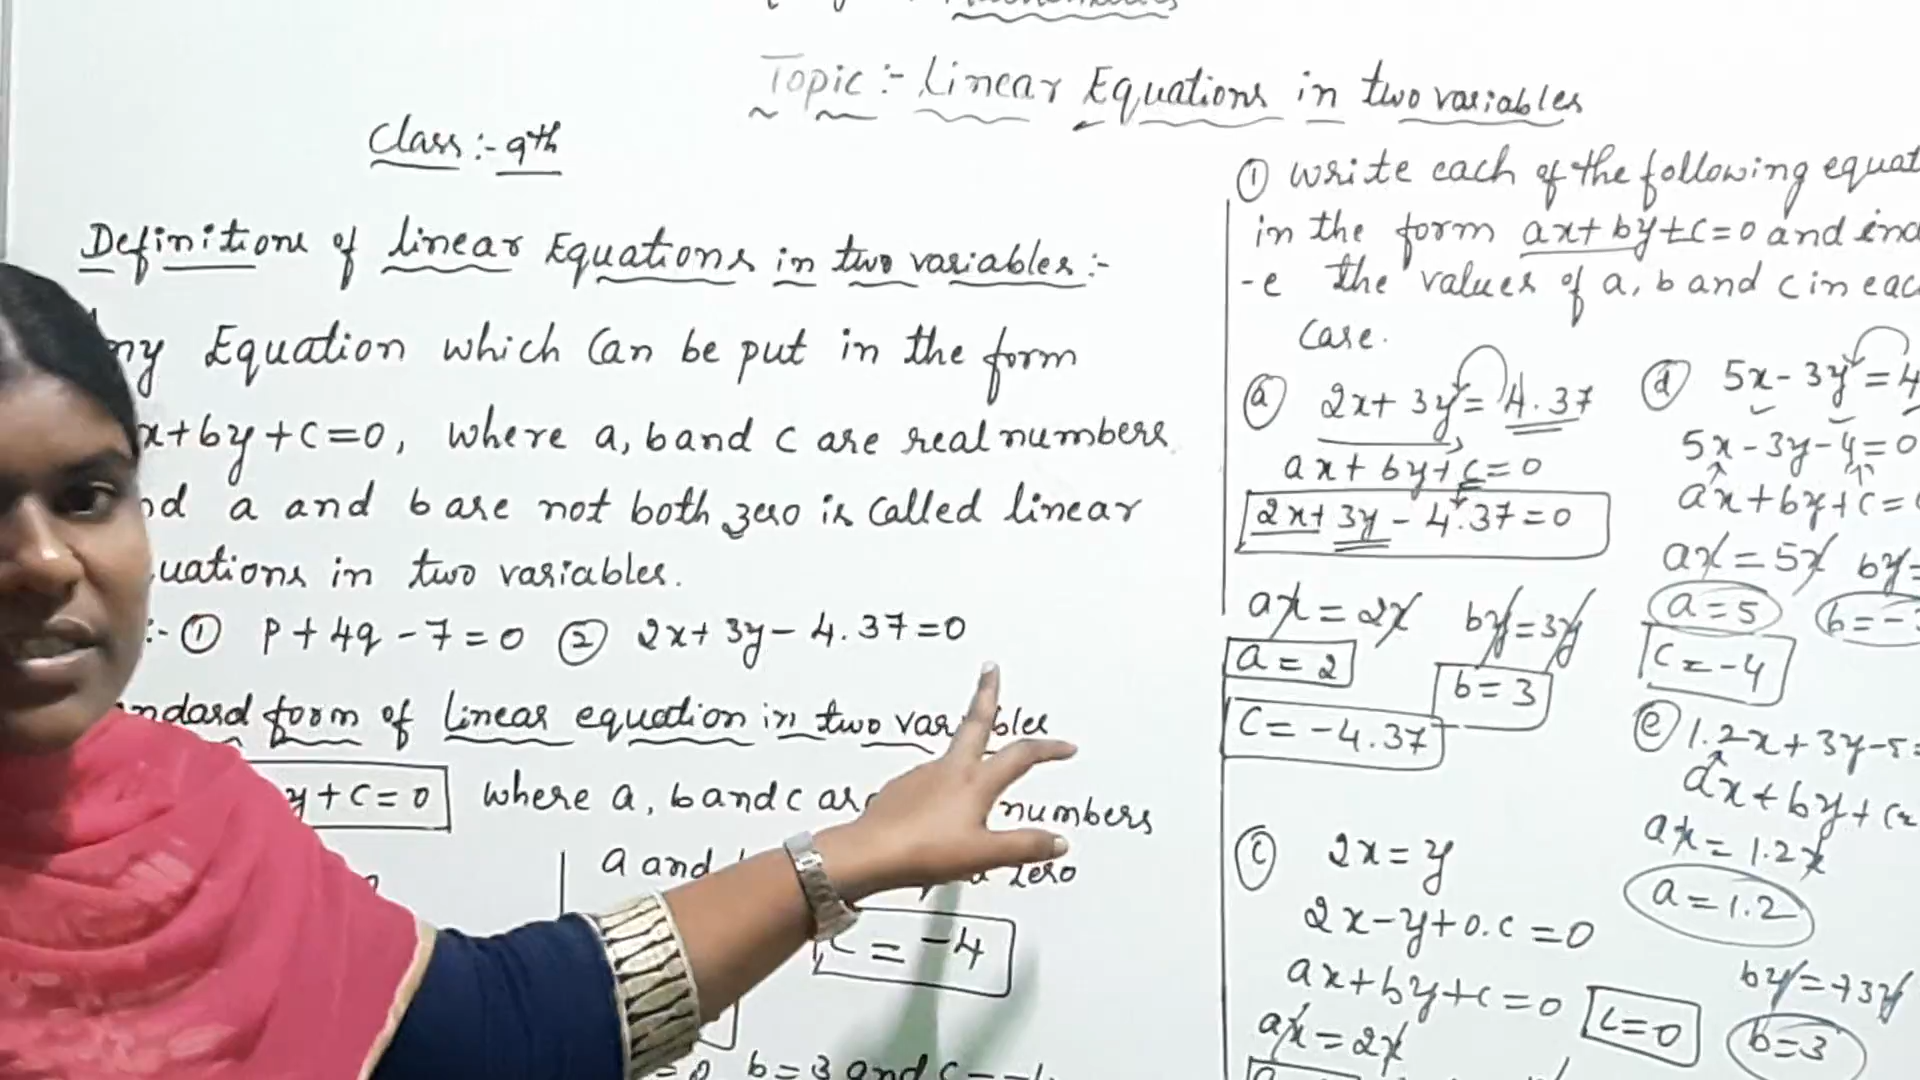 Topic :- Linear Equations in two variables
Class :- 9th
Definitions of linear Equations in two variables :-
Equation which can be put in the form
x+by+c=0, where a, b and c are real numbers
a and b are not both zero is called linear
uations in two variables.
:- ① p + 4q - 7 = 0 ② 2x+ 3y - 4.37=0
ndard form of linear equation in two variables
y+c=0 where a, b and c are numbers
a and zero
c = -4
b=3 and c=-4
① write each of the following equat
in the form ax+by+c=0 and ind
-e the values of a, b and c in eac
case.
ⓐ 2x+ 3y = 4.37
ax+by+c=0
2x+3y-4.37=0
ax = 2x by=3y
a = 2
b=3
c=-4.37
ⓒ 2x=y
2x-y+0.c=0
ax+by+c=0
c=0
ax=2x
ⓓ 5x-3y=4
5x-3y-4=0
ax+by+c=
ax=5x by=
a=5 b=-3
c=-4
ⓔ 1.2x+3y-5=
ax+by+c=
ax=1.2x
a=1.2
by=+3y
b=3